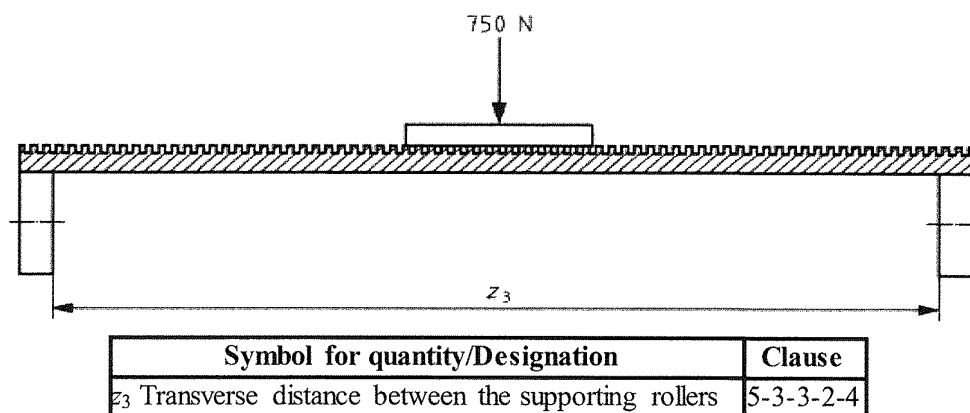 750 N
z₃
Symbol for quantity/Designation Clause
z₃ Transverse distance between the supporting rollers 5-3-3-2-4